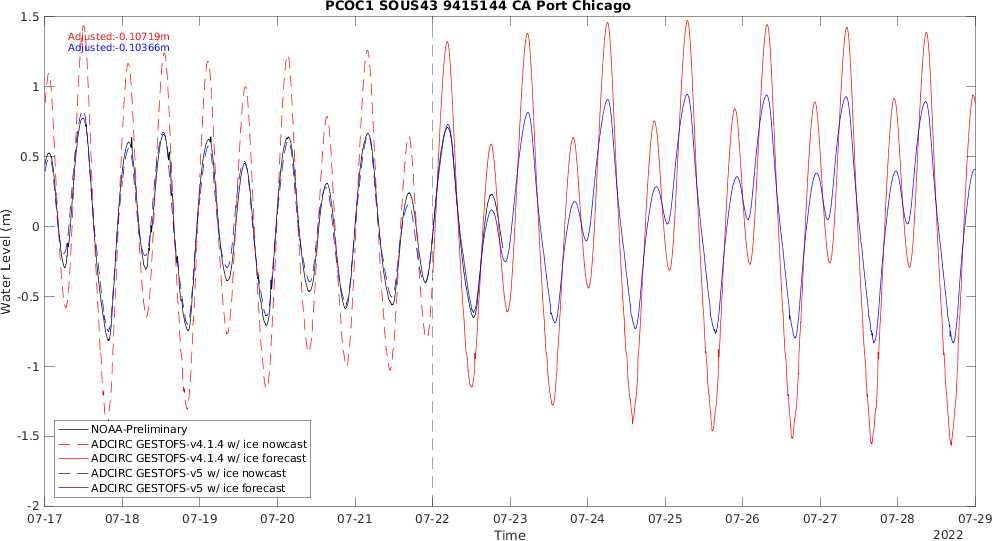 PCOC1 SOUS43 9415144 CA Port Chicago
Adjusted:-0.10719m
Adjusted:-0.10366m
1.5
1
0.5
0
-0.5
-1
-1.5
-2
Water Level (m)
NOAA-Preliminary
ADCIRC GESTOFS-v4.1.4 w/ ice nowcast
ADCIRC GESTOFS-v4.1.4 w/ ice forecast
ADCIRC GESTOFS-v5 w/ ice nowcast
ADCIRC GESTOFS-v5 w/ ice forecast
07-17 07-18 07-19 07-20 07-21 07-22 07-23 07-24 07-25 07-26 07-27 07-28 07-29
Time
2022